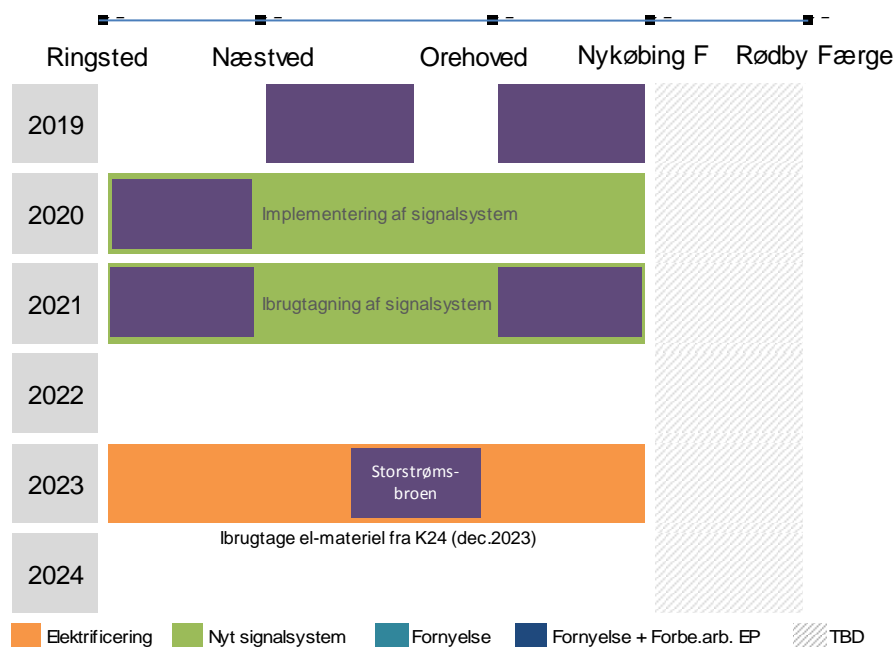 Ringsted Næstved Orehoved Nykøbing F Rødby Færge
2019
2020
Implementering af signalsystem
2021
Ibrugtagning af signalsystem
2022
2023
Storstrøms-
broen
Ibrugtage el-materiel fra K24 (dec.2023)
2024
Elektrificering Nyt signalsystem Fornyelse Fornyelse + Forbe.arb. EP TBD